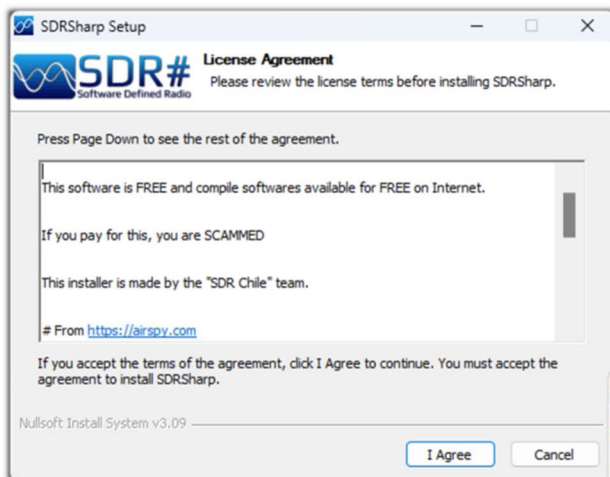 SDRSharp Setup
SDR#
Software Defined Radio
License Agreement
Please review the license terms before installing SDRSharp.
Press Page Down to see the rest of the agreement.
This software is FREE and compile softwares available for FREE on Internet.
If you pay for this, you are SCAMMED
This installer is made by the "SDR Chile" team.
# From https://airspy.com
If you accept the terms of the agreement, click I Agree to continue. You must accept the
agreement to install SDRSharp.
Nullsoft Install System v3.09
I Agree
Cancel